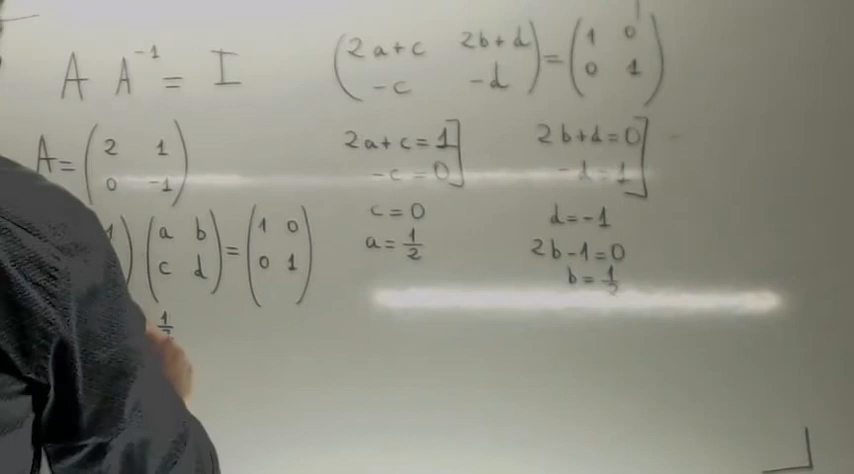 A A⁻¹ = I
A = ( 2 1 ; 0 -1 )
1 ) ( a b ; c d ) = ( 1 0 ; 0 1 )
( 2a+c 2b+d ; -c -d ) = ( 1 0 ; 0 1 )
2a+c = 1 ]
-c = 0 ]
c = 0
a = 1/2
2b+d = 0 ]
-d = 1 ]
d = -1
2b-1 = 0
b = 1/2